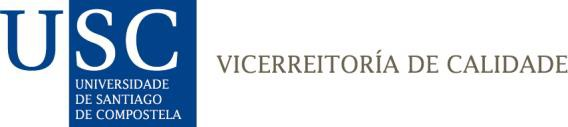 USC
UNIVERSIDADE
DE SANTIAGO
DE COMPOSTELA
VICERREITORÍA DE CALIDADE